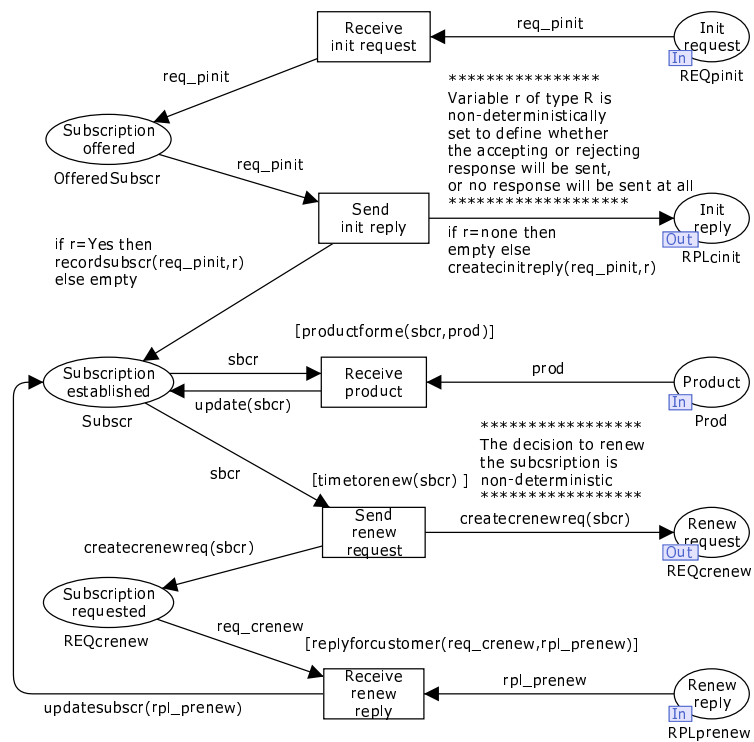 Receive
init request
req_pinit
Init
request
In
REQpinit
req_pinit
****************
Variable r of type R is
non-deterministically
set to define whether
the accepting or rejecting
response will be sent,
or no response will be sent at all
*******************
Subscription
offered
OfferedSubscr
req_pinit
Send
init reply
Init
reply
Out
RPLcinit
if r=Yes then
recordsubscr(req_pinit,r)
else empty
if r=none then
empty else
createcinitreply(req_pinit,r)
[productforme(sbcr,prod)]
Subscription
established
Subscr
sbcr
update(sbcr)
Receive
product
prod
Product
In
Prod
*****************
The decision to renew
the subcsription is
non-deterministic
*****************
sbcr
[timetorenew(sbcr) ]
Send
renew
request
createcrenewreq(sbcr)
Renew
request
Out
REQcrenew
createcrenewreq(sbcr)
Subscription
requested
REQcrenew
req_crenew
[replyforcustomer(req_crenew,rpl_prenew)]
Receive
renew
reply
rpl_prenew
Renew
reply
In
RPLprenew
updatesubscr(rpl_prenew)